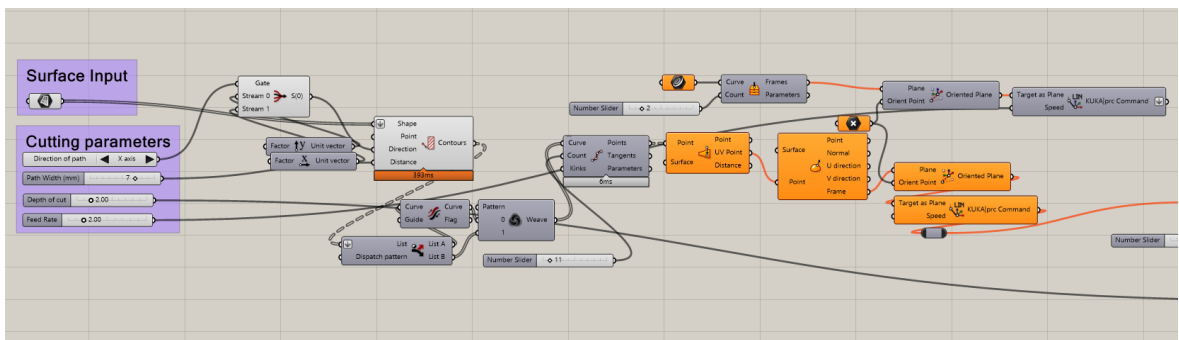 Surface Input
Cutting parameters
Direction of path
X axis
Path Width (mm)
7
Depth of cut
2.00
Feed Rate
2.00
Gate
Stream 0
Stream 1
S(0)
Factor
y
Unit vector
Factor
x
Unit vector
Shape
Point
Direction
Distance
Contours
393ms
Curve
Guide
Curve
Flag
List
Dispatch pattern
List A
List B
Pattern
0
1
Weave
Number Slider
11
Curve
Count
Kinks
Points
Tangents
Parameters
6ms
Number Slider
2
Curve
Count
Frames
Parameters
Point
Surface
Point
UV Point
Distance
Surface
Point
Point
Normal
U direction
V direction
Frame
Plane
Orient Point
Oriented Plane
Target as Plane
Speed
LIN
KUKA|prc Command
Plane
Orient Point
Oriented Plane
Target as Plane
Speed
LIN
KUKA|prc Command
Number Slider